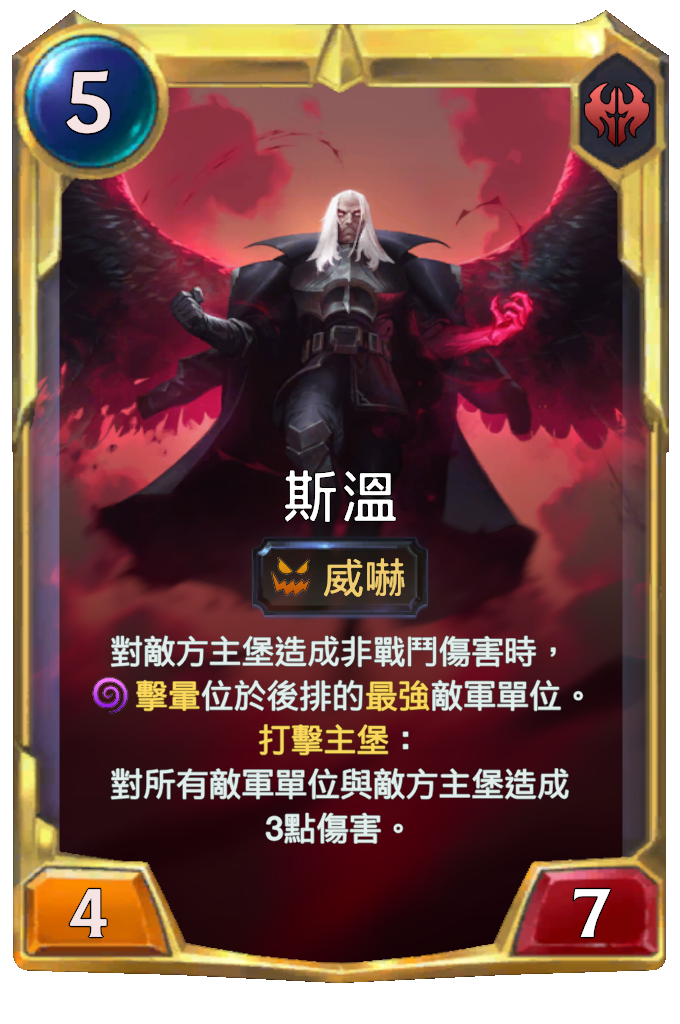 5
斯溫
威嚇
對敵方主堡造成非戰鬥傷害時，
擊暈位於後排的最強敵軍單位。
打擊主堡：
對所有敵軍單位與敵方主堡造成
3點傷害。
4
7